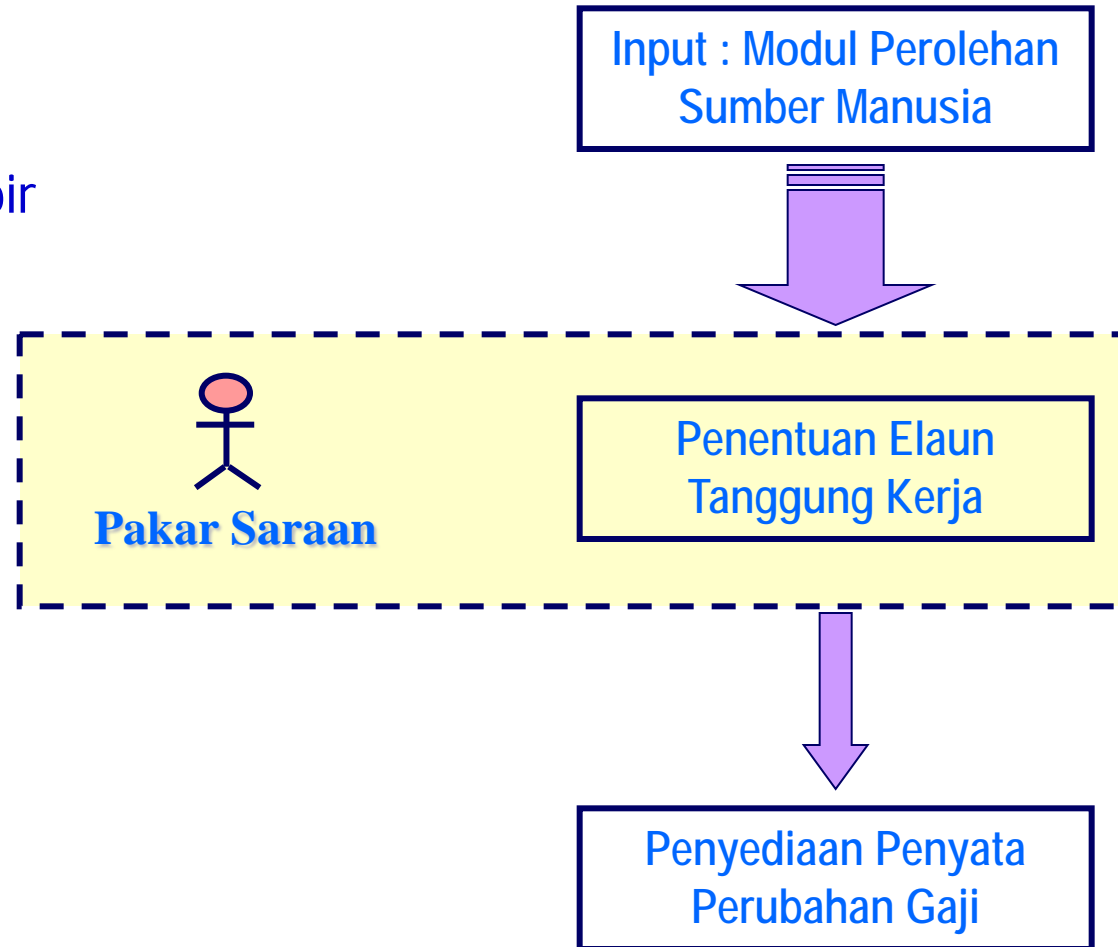 Input : Modul Perolehan
Sumber Manusia
Penentuan Elaun
Tanggung Kerja
Pakar Saraan
Penyediaan Penyata
Perubahan Gaji